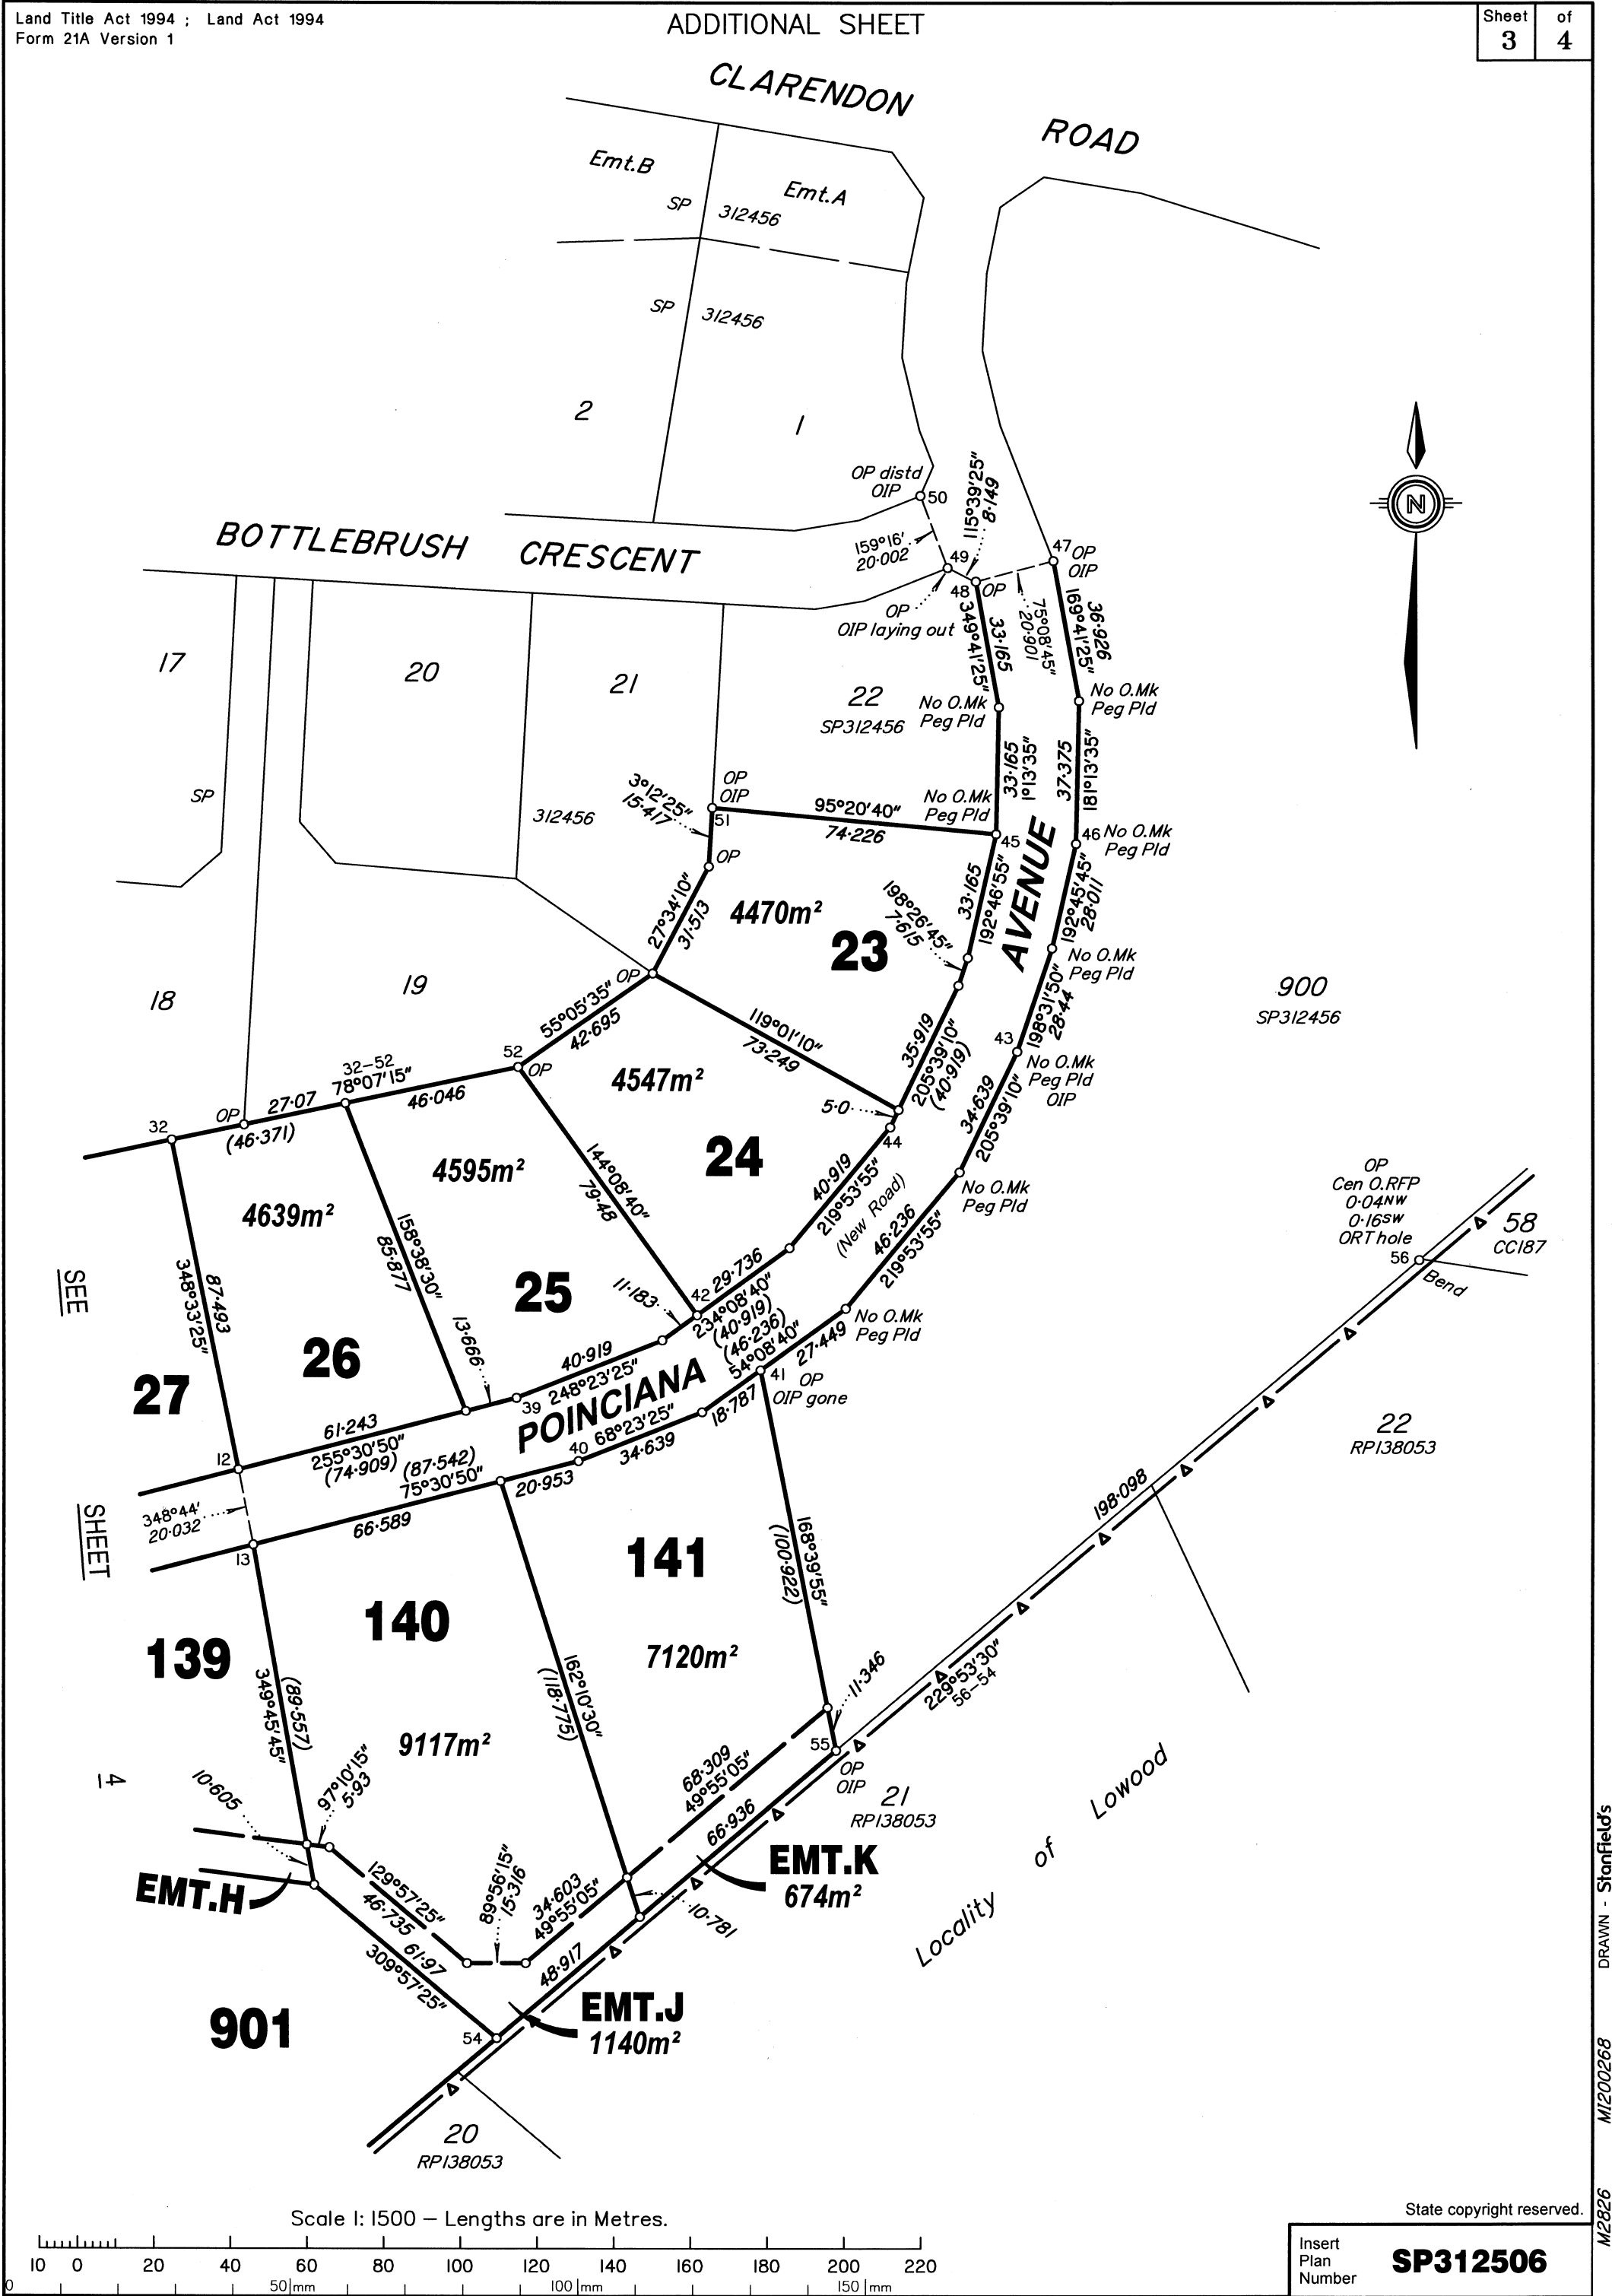 Land Title Act 1994 ; Land Act 1994
Form 21A Version 1
ADDITIONAL SHEET
Sheet 3 of 4
CLARENDON ROAD
Emt.B
Emt.A
SP 312456
SP 312456
2
1
OP distd
OIP
50
115°39'25"
8·149
BOTTLEBRUSH CRESCENT
159°16'
20·002
49
47 OP
OIP
48 OP
OP
OIP laying out
349°41'25"
33·165
75°08'45"
20·901
36·926
169°41'25"
17
20
21
22
SP312456
No O.Mk
Peg Pld
No O.Mk
Peg Pld
33·165
1°13'35"
37·375
181°13'35"
SP
312456
3°12'25"
15·417
OP
OIP
51
95°20'40"
74·226
No O.Mk
Peg Pld
45
46 No O.Mk
Peg Pld
OP
27°34'10"
31·513
4470m²
23
198°26'45"
7·615
33·165
192°46'55"
AVENUE
192°45'45"
28·011
No O.Mk
Peg Pld
18
19
OP
55°05'35"
42·695
119°01'10"
73·249
35·919
205°39'10"
(40·919)
198°31'50"
28·44
43
No O.Mk
Peg Pld
OIP
900
SP312456
52
OP
32–52
78°07'15"
27·07
46·046
OP
32
(46·371)
4547m²
24
5·0
44
34·639
205°39'10"
4595m²
4639m²
144°08'40"
79·48
40·919
219°53'55"
(New Road)
46·236
219°53'55"
No O.Mk
Peg Pld
OP
Cen O.RFP
0·04NW
0·16SW
ORT hole
56
Bend
58
CC187
SEE
348°33'25"
87·493
158°38'30"
85·877
25
26
27
11·183
42
29·736
234°08'40"
(40·919)
(46·236)
54°08'40"
27·449
No O.Mk
Peg Pld
13·666
40·919
248°23'25"
39
POINCIANA
41 OP
OIP gone
61·243
255°30'50"
(74·909)
12
(87·542)
75°30'50"
40
68°23'25"
34·639
18·787
20·953
66·589
22
RP138053
198·098
SHEET
348°44'
20·032
13
141
7120m²
168°39'55"
(100·922)
140
139
9117m²
162°10'30"
(118·775)
349°45'45"
(89·557)
229°53'30"
56–54
11·346
55
OP
OIP
4
10·605
97°10'15"
5·93
68·309
49°55'05"
66·936
21
RP138053
Locality of Lowood
EMT.H
129°57'25"
46·735
89°56'15"
15·316
34·603
49°55'05"
EMT.K
674m²
10·781
61·97
309°57'25"
48·917
EMT.J
1140m²
901
54
20
RP138053
Scale 1: 1500 – Lengths are in Metres.
10 0 20 40 60 80 100 120 140 160 180 200 220
0 50 mm 100 mm 150 mm
State copyright reserved.
Insert
Plan
Number
SP312506
DRAWN - Stanfield's
MI200268
M2826